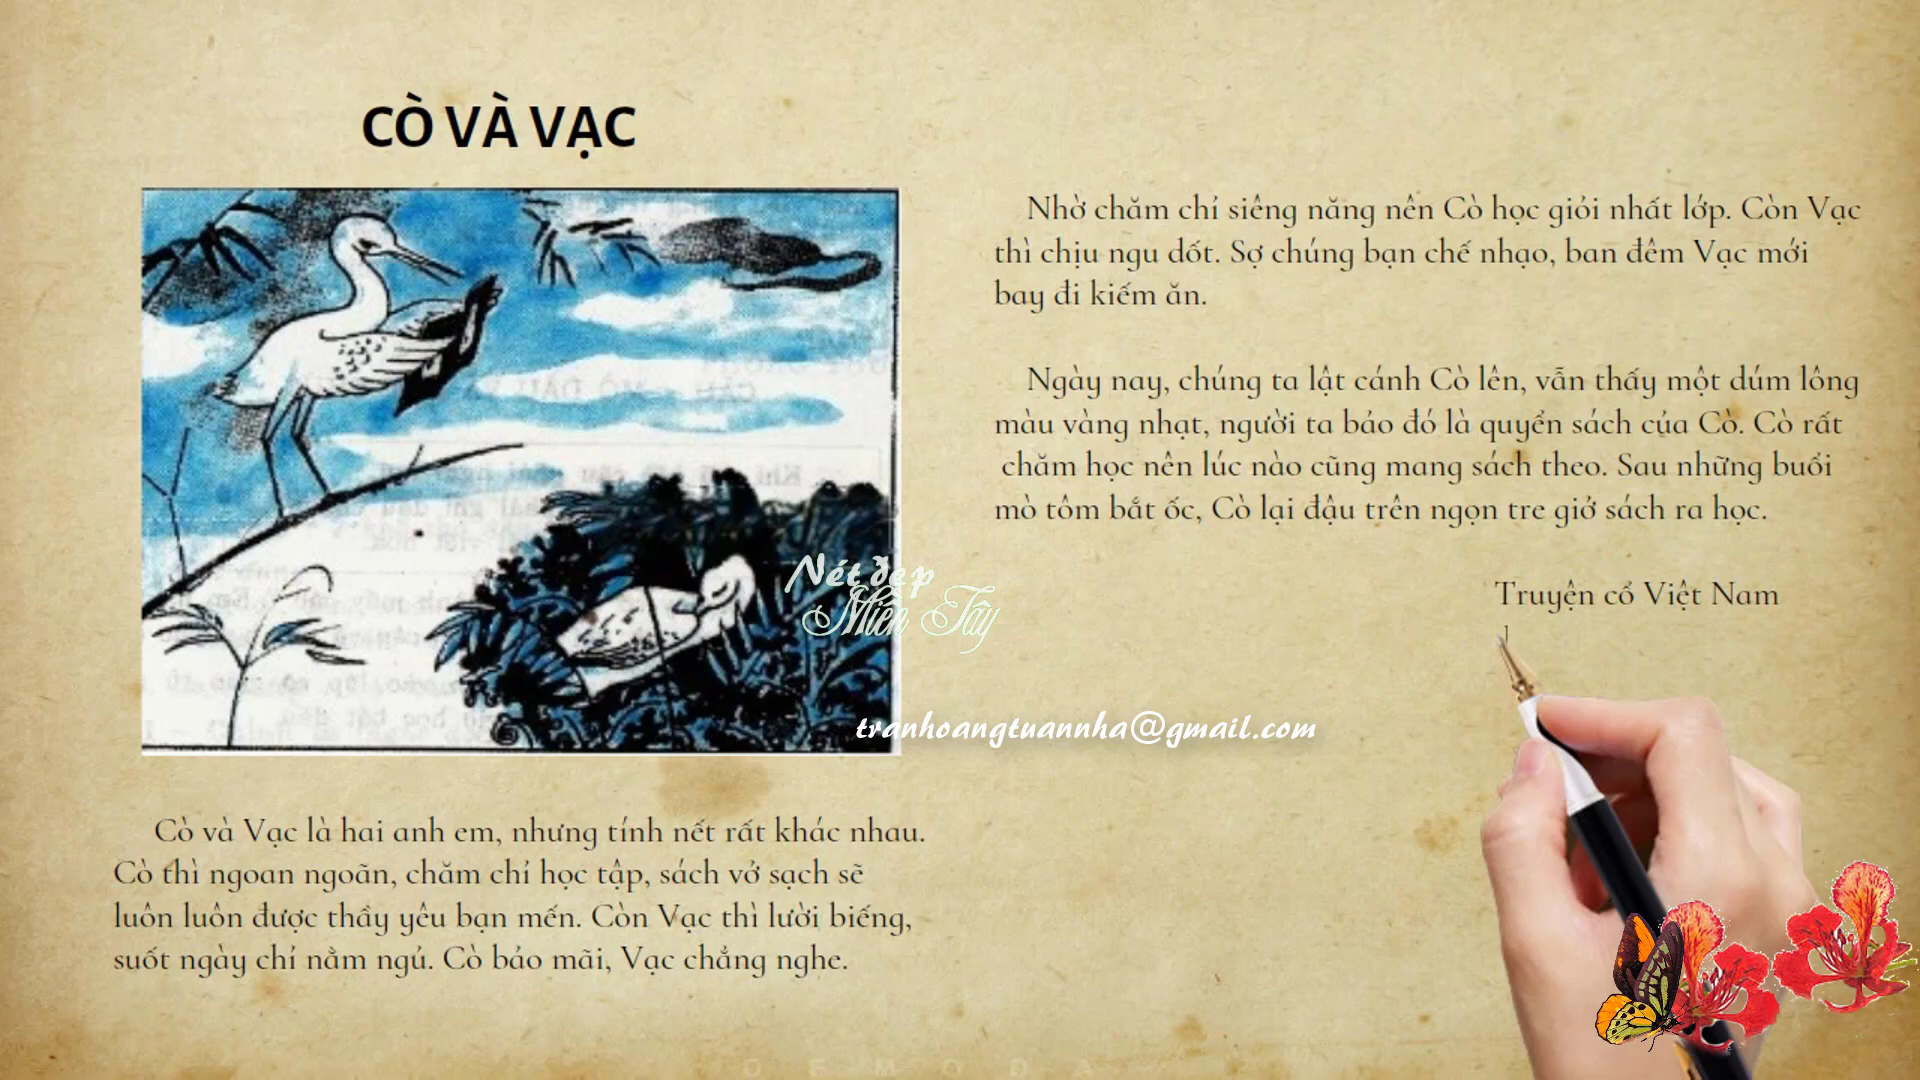 CÒ VÀ VẠC
Cò và Vạc là hai anh em, nhưng tính nết rất khác nhau.
Cò thì ngoan ngoãn, chăm chỉ học tập, sách vở sạch sẽ
luôn luôn được thầy yêu bạn mến. Còn Vạc thì lười biếng,
suốt ngày chỉ nằm ngủ. Cò bảo mãi, Vạc chẳng nghe.
Nhờ chăm chỉ siêng năng nên Cò học giỏi nhất lớp. Còn Vạc
thì chịu ngu dốt. Sợ chúng bạn chế nhạo, ban đêm Vạc mới
bay đi kiếm ăn.
Ngày nay, chúng ta lật cánh Cò lên, vẫn thấy một dúm lông
màu vàng nhạt, người ta bảo đó là quyển sách của Cò. Cò rất
chăm học nên lúc nào cũng mang sách theo. Sau những buổi
mò tôm bắt ốc, Cò lại đậu trên ngọn tre giở sách ra học.
Truyện cổ Việt Nam
Nét đẹp
Miền Tây
tranhoangtuannha@gmail.com